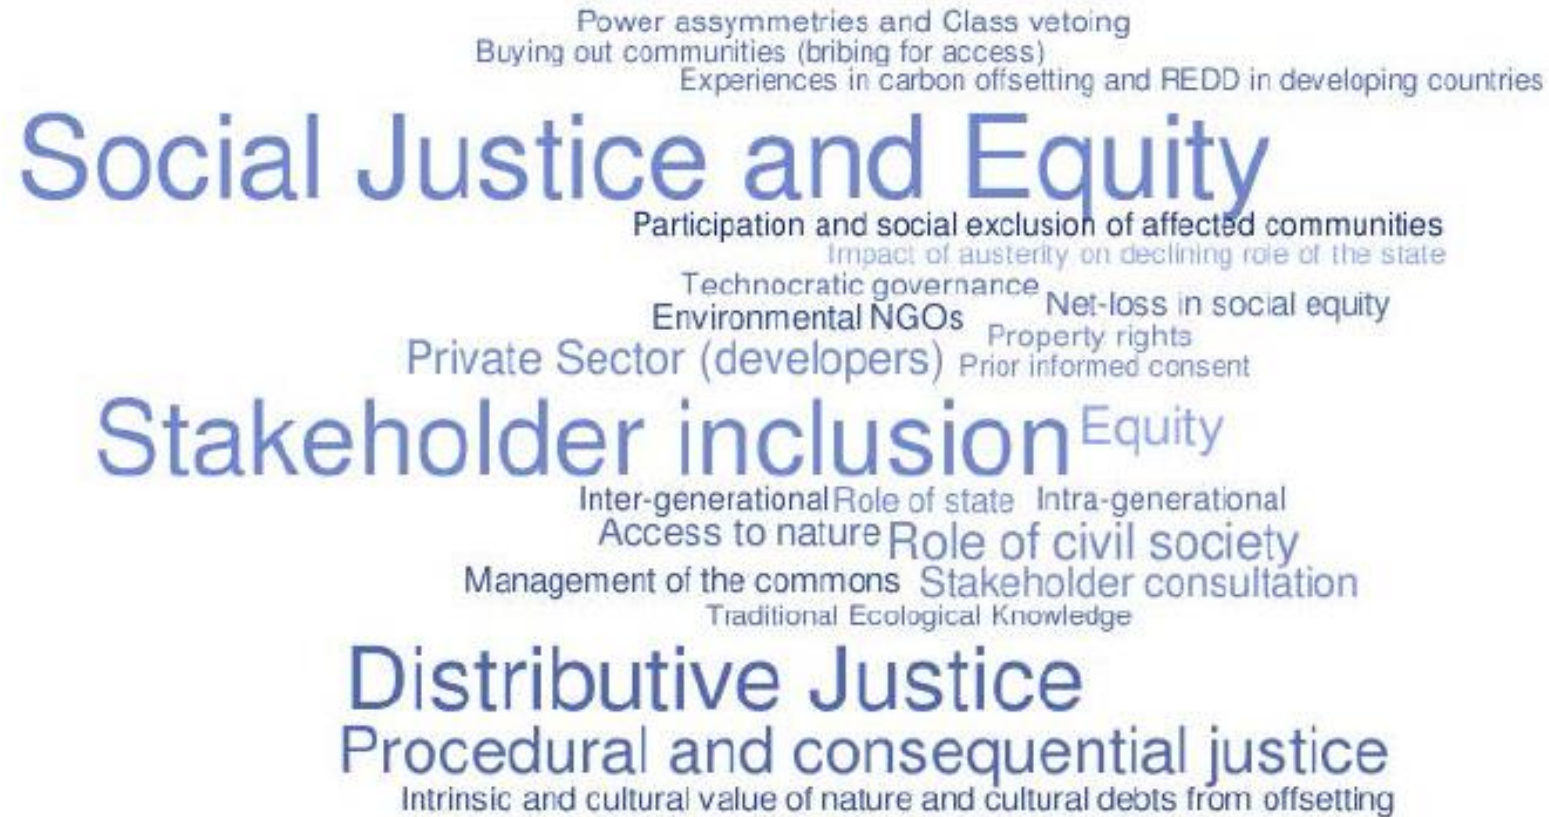 Power assymmetries and Class vetoing
Buying out communities (bribing for access)
Experiences in carbon offsetting and REDD in developing countries
Social Justice and Equity
Participation and social exclusion of affected communities
Impact of austerity on declining role of the state
Technocratic governance
Net-loss in social equity
Environmental NGOs
Property rights
Private Sector (developers)
Prior informed consent
Stakeholder inclusion
Equity
Inter-generational
Role of state
Intra-generational
Access to nature
Role of civil society
Management of the commons
Stakeholder consultation
Traditional Ecological Knowledge
Distributive Justice
Procedural and consequential justice
Intrinsic and cultural value of nature and cultural debts from offsetting